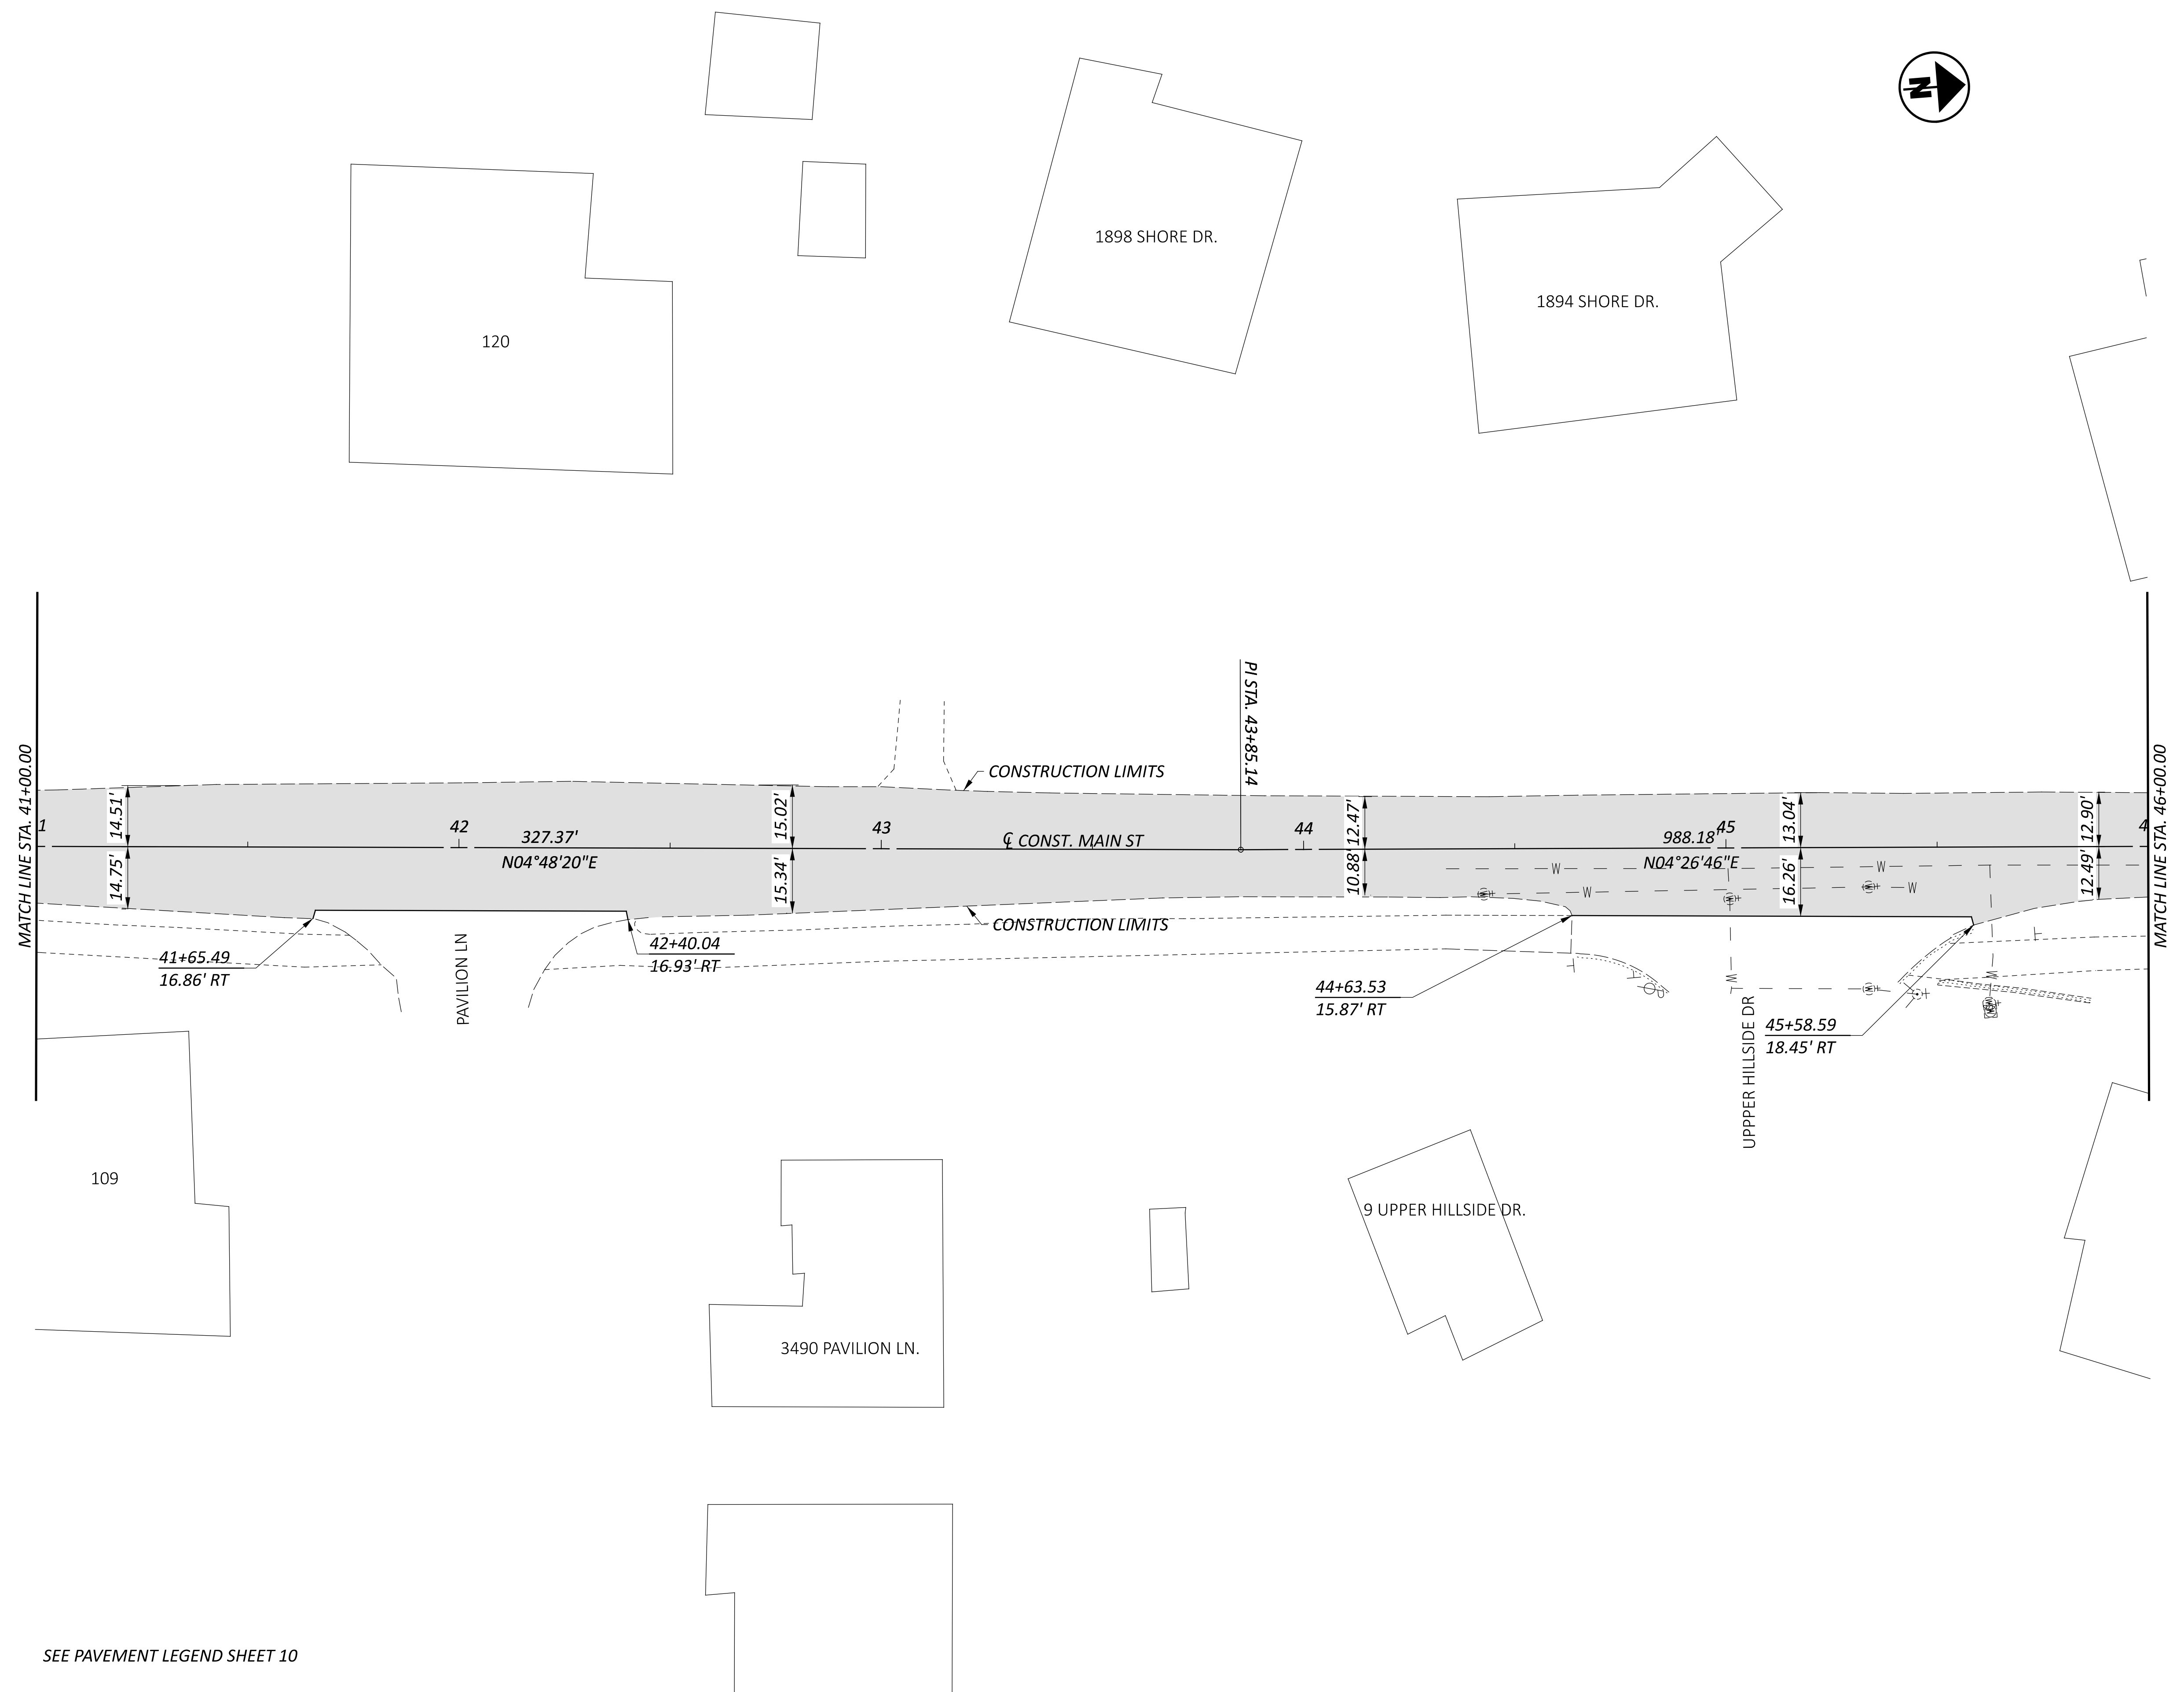 N
1898 SHORE DR.
1894 SHORE DR.
120
PI STA. 43+85.14
MATCH LINE STA. 41+00.00
MATCH LINE STA. 46+00.00
CONSTRUCTION LIMITS
1
14.51'
42
327.37'
15.02'
43
℄ CONST. MAIN ST
44
12.47'
988.18'
45
13.04'
12.90'
4
14.75'
N04°48'20"E
15.34'
10.88'
N04°26'46"E
16.26'
12.49'
W
W
W
W
W
W
W
W
W
W
CONSTRUCTION LIMITS
41+65.49
16.86' RT
PAVILION LN
42+40.04
16.93' RT
44+63.53
15.87' RT
UPPER HILLSIDE DR
45+58.59
18.45' RT
109
9 UPPER HILLSIDE DR.
3490 PAVILION LN.
SEE PAVEMENT LEGEND SHEET 10